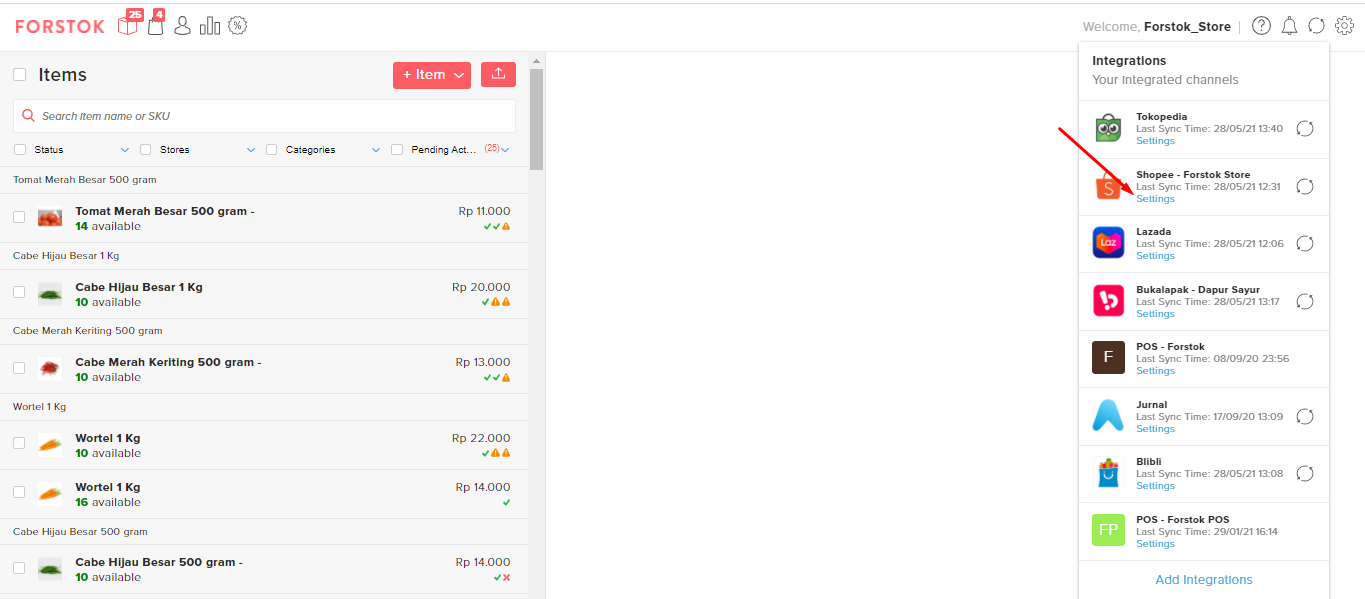 FORSTOK
25
4
Welcome, Forstok_Store
Items
+ Item
Search item name or SKU
Status
Stores
Categories
Pending Act... (25)
Tomat Merah Besar 500 gram
Tomat Merah Besar 500 gram -
Rp 11.000
14 available
Cabe Hijau Besar 1 Kg
Cabe Hijau Besar 1 Kg
Rp 20.000
10 available
Cabe Merah Keriting 500 gram
Cabe Merah Keriting 500 gram -
Rp 13.000
10 available
Wortel 1 Kg
Wortel 1 Kg
Rp 22.000
10 available
Wortel 1 Kg
Rp 14.000
16 available
Cabe Hijau Besar 500 gram
Cabe Hijau Besar 500 gram -
Rp 14.000
10 available
Integrations
Your integrated channels
Tokopedia
Last Sync Time: 28/05/21 13:40
Settings
S
Shopee - Forstok Store
Last Sync Time: 28/05/21 12:31
Settings
Laz
Lazada
Last Sync Time: 28/05/21 12:06
Settings
Bukalapak - Dapur Sayur
Last Sync Time: 28/05/21 13:17
Settings
F
POS - Forstok
Last Sync Time: 08/09/20 23:56
Settings
Jurnal
Last Sync Time: 17/09/20 13:09
Settings
Blibli
Last Sync Time: 28/05/21 13:08
Settings
FP
POS - Forstok POS
Last Sync Time: 29/01/21 16:14
Settings
Add Integrations